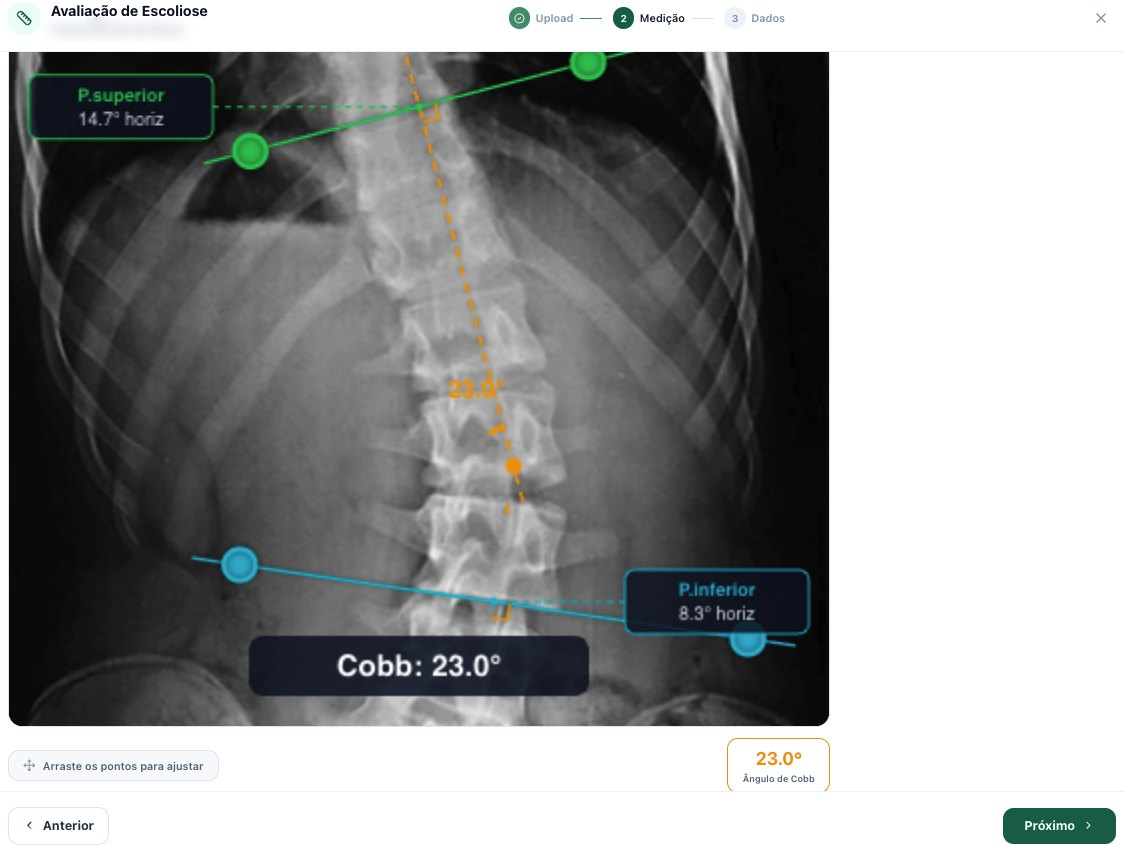 Avaliação de Escoliose
Upload
2
Medição
3
Dados
P.superior
14.7° horiz
23.0°
P.inferior
8.3° horiz
Cobb: 23.0°
Arraste os pontos para ajustar
23.0°
Ângulo de Cobb
Anterior
Próximo